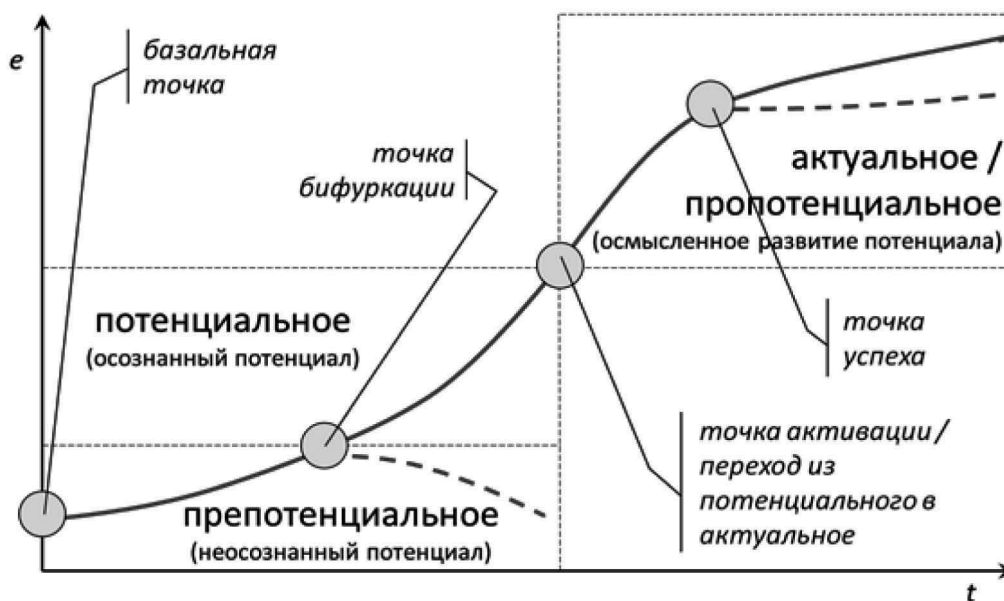 e
базальная
точка
точка
бифуркации
актуальное /
пропотенциальное
(осмысленное развитие потенциала)
потенциальное
(осознанный потенциал)
точка
успеха
точка активации /
переход из
потенциального в
актуальное
препотенциальное
(неосознанный потенциал)
t